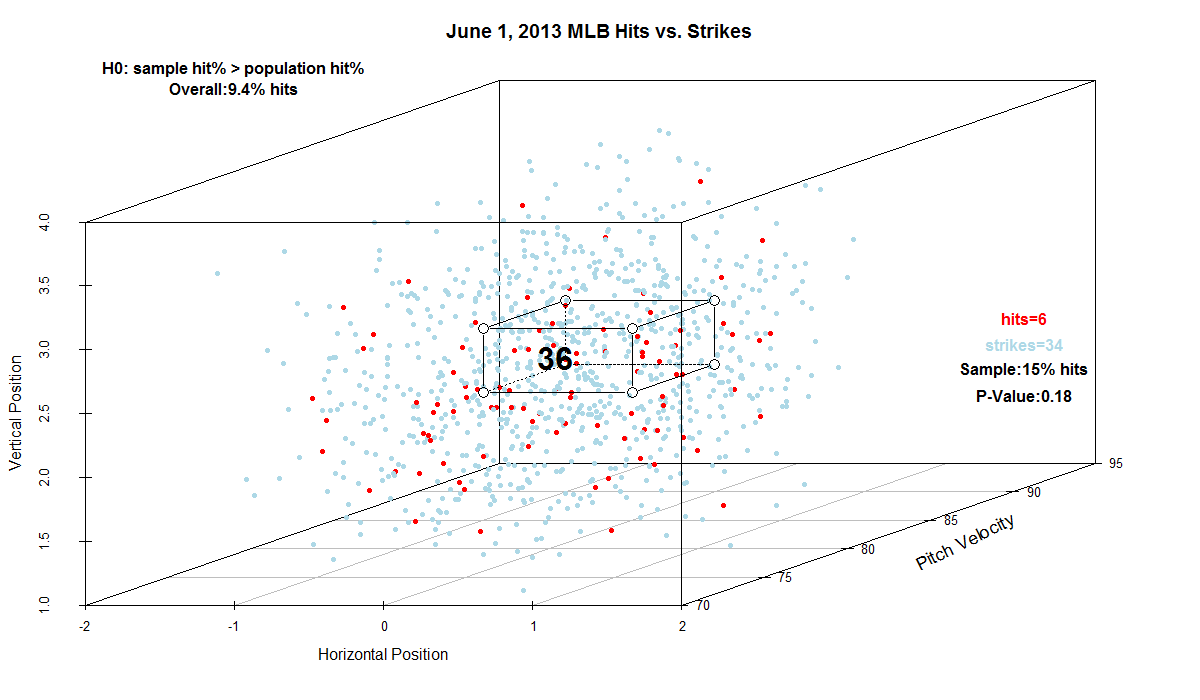 June 1, 2013 MLB Hits vs. Strikes
H0: sample hit% > population hit%
Overall:9.4% hits
4.0
3.5
3.0
2.5
2.0
1.5
1.0
Vertical Position
36
hits=6
strikes=34
Sample:15% hits
P-Value:0.18
95
90
85
80
75
70
Pitch Velocity
-2
-1
0
1
2
Horizontal Position